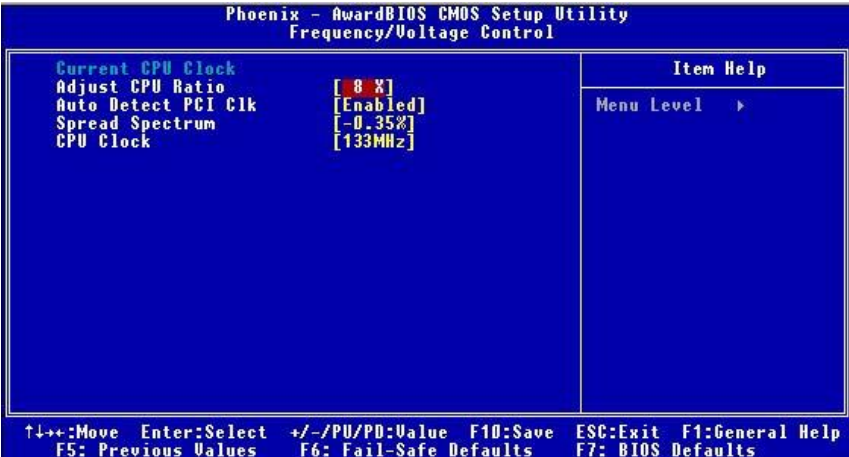 Phoenix - AwardBIOS CMOS Setup Utility
Frequency/Voltage Control
Current CPU Clock
Adjust CPU Ratio [ 8 X]
Auto Detect PCI Clk [Enabled]
Spread Spectrum [-0.35%]
CPU Clock [133MHz]
Item Help
Menu Level ▸
↑↓→←:Move Enter:Select +/-/PU/PD:Value F10:Save ESC:Exit F1:General Help
F5: Previous Values F6: Fail-Safe Defaults F7: BIOS Defaults